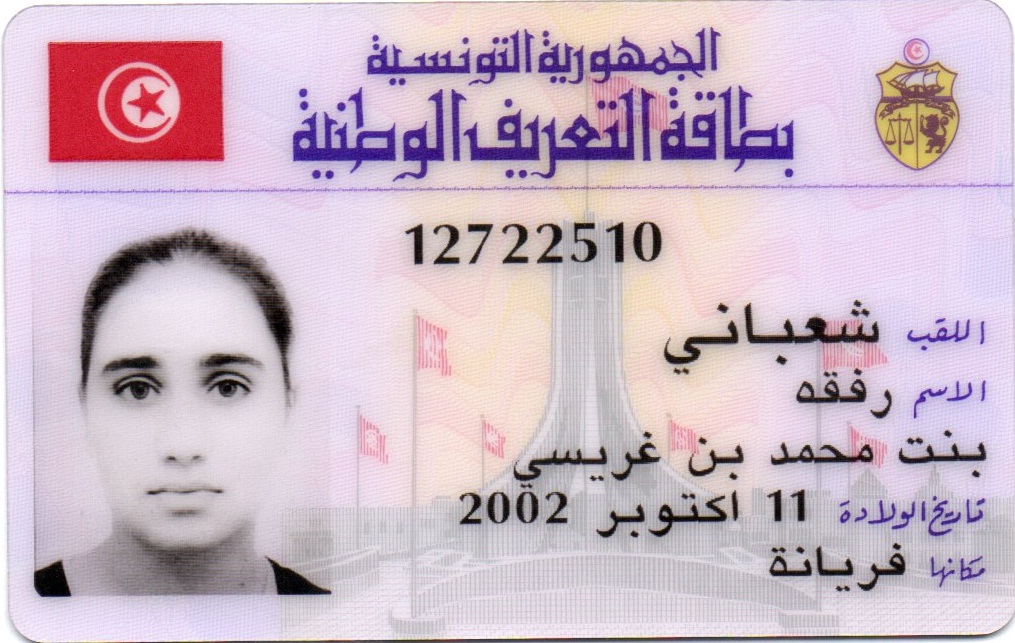 الجمهورية التونسية
بطاقة التعريف الوطنية
12722510
اللقب شعباني
الاسم رفقه
بنت محمد بن غريسي
تاريخ الولادة 11 اكتوبر 2002
مكانها فريانة